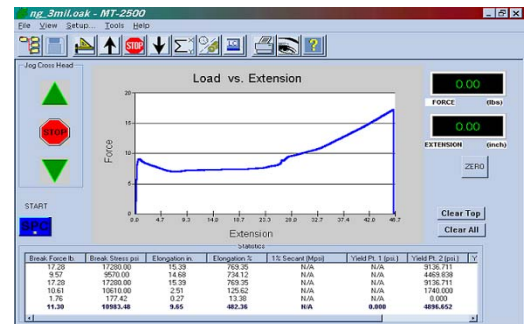 ng_3mil.oak - MT-2500
File View Setup... Tools Help
STOP
Jog Cross Head
STOP
START
SPC
Load vs. Extension
Force
20
15
10
5
0
0.0 4.7 9.3 14.0 18.7 23.3 28.0 32.7 37.4 42.0 46.7
Extension
0.00
FORCE (lbs)
0.00
EXTENSION (inch)
ZERO
Clear Top
Clear All
Statistics
Break Force lb. Break Stress psi Elongation in. Elongation % 1% Secant (Mpsi) Yield Pt. 1 (psi.) Yield Pt. 2 (psi.) Y
17.28 17280.00 15.39 769.35 N/A N/A 9136.711
9.57 9570.00 14.68 734.12 N/A N/A 4469.838
17.28 17280.00 15.39 769.35 N/A N/A 9136.711
10.61 10610.00 2.51 125.62 N/A N/A 1740.000
1.76 177.42 0.27 13.38 N/A N/A 0.000
11.30 10983.48 9.65 482.36 N/A N/A 4896.652